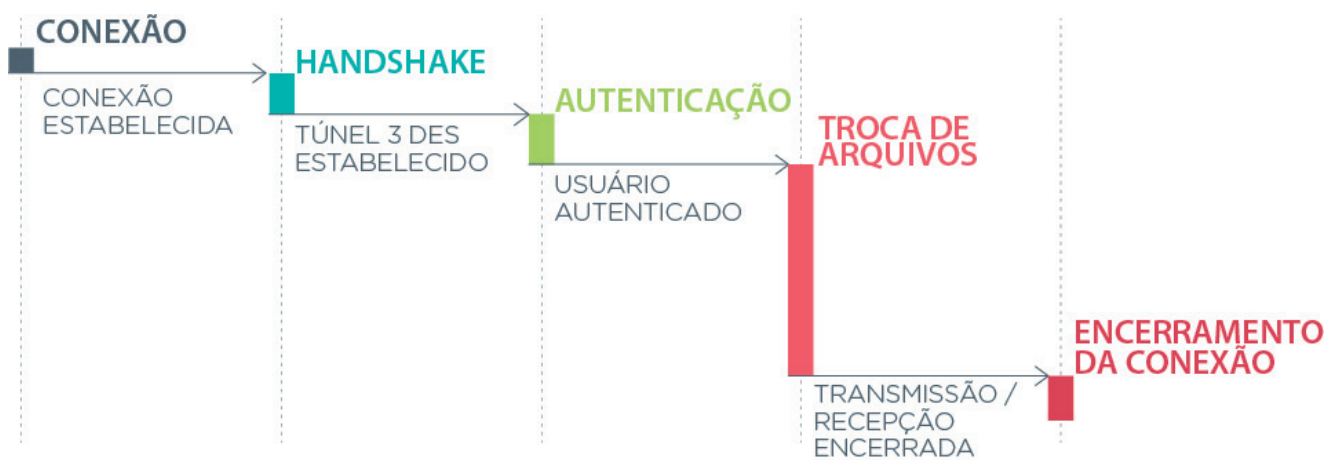 CONEXÃO
CONEXÃO
ESTABELECIDA
HANDSHAKE
TÚNEL 3 DES
ESTABELECIDO
AUTENTICAÇÃO
USUÁRIO
AUTENTICADO
TROCA DE
ARQUIVOS
TRANSMISSÃO /
RECEPÇÃO
ENCERRADA
ENCERRAMENTO
DA CONEXÃO